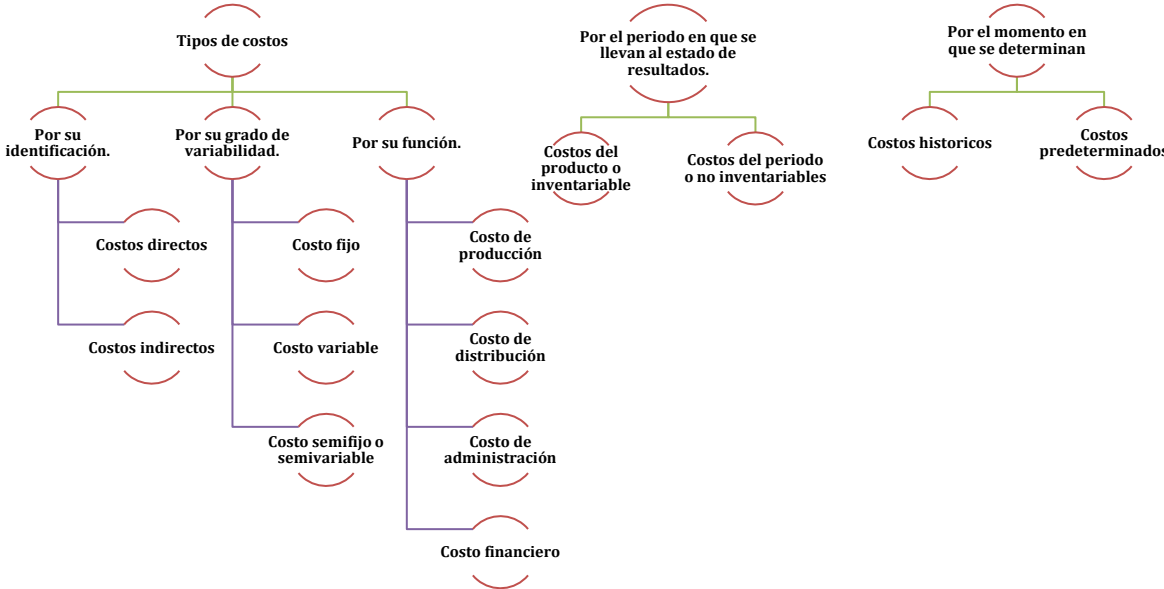 Tipos de costos
Por su
identificación.
Costos directos
Costos indirectos
Por su grado de
variabilidad.
Costo fijo
Costo variable
Costo semifijo o
semivariable
Por su función.
Costo de
producción
Costo de
distribución
Costo de
administración
Costo financiero
Por el periodo en que se
llevan al estado de
resultados.
Costos del
producto o
inventariable
Costos del periodo
o no inventariables
Por el momento en
que se determinan
Costos historicos
Costos
predeterminados